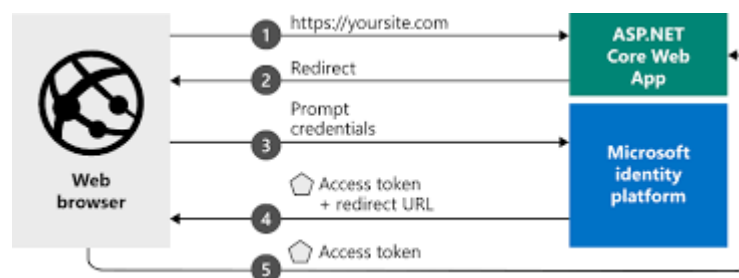 1 https://yoursite.com
ASP.NET
Core Web
App
2 Redirect
Prompt
credentials
3
Microsoft
identity
platform
Web
browser
Access token
+ redirect URL
4
Access token
5